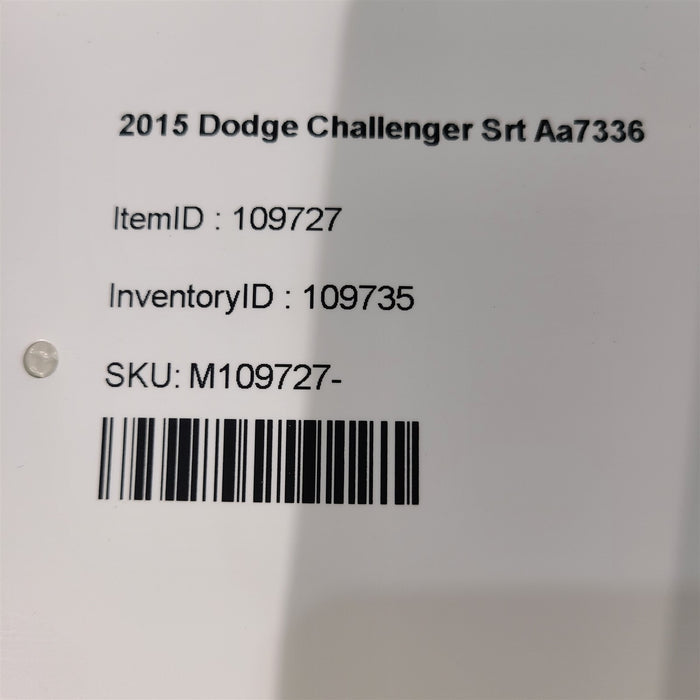 2015 Dodge Challenger Srt Aa7336
ItemID : 109727
InventoryID : 109735
SKU: M109727-